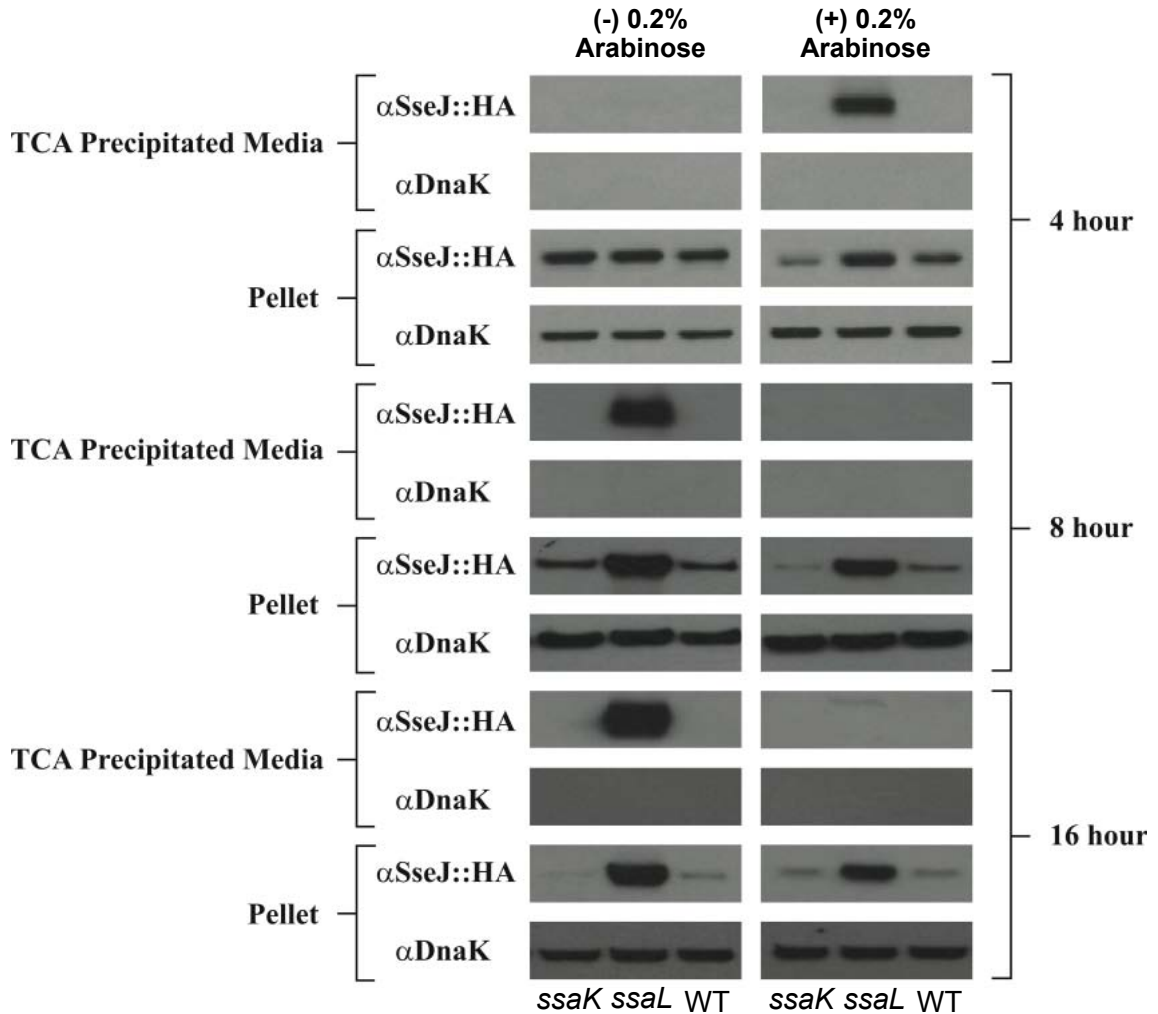 (-) 0.2%
Arabinose
(+) 0.2%
Arabinose
αSseJ::HA
TCA Precipitated Media
αDnaK
4 hour
αSseJ::HA
Pellet
αDnaK
αSseJ::HA
TCA Precipitated Media
αDnaK
8 hour
αSseJ::HA
Pellet
αDnaK
αSseJ::HA
TCA Precipitated Media
αDnaK
16 hour
αSseJ::HA
Pellet
αDnaK
ssaK ssaL WT
ssaK ssaL WT